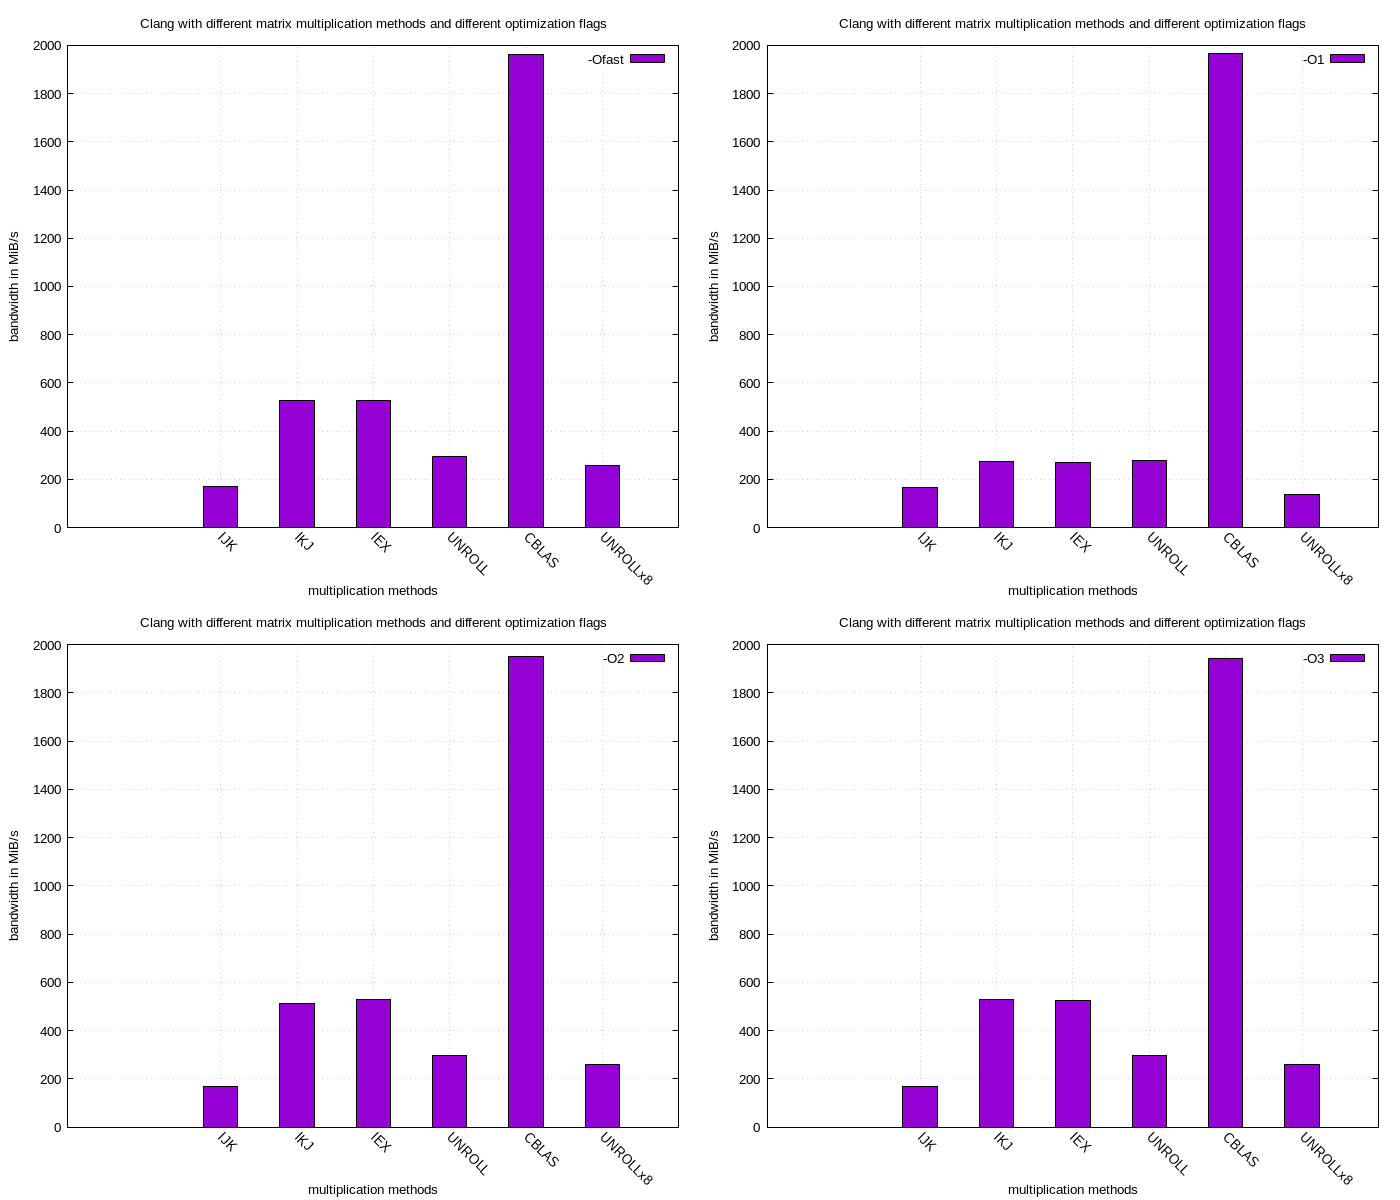 Clang with different matrix multiplication methods and different optimization flags
2000
1800
1600
1400
1200
1000
800
600
400
200
0
bandwidth in MiB/s
-Ofast
IJK
IKJ
IEX
UNROLL
CBLAS
UNROLLx8
multiplication methods
Clang with different matrix multiplication methods and different optimization flags
2000
1800
1600
1400
1200
1000
800
600
400
200
0
bandwidth in MiB/s
-O1
IJK
IKJ
IEX
UNROLL
CBLAS
UNROLLx8
multiplication methods
Clang with different matrix multiplication methods and different optimization flags
2000
1800
1600
1400
1200
1000
800
600
400
200
0
bandwidth in MiB/s
-O2
IJK
IKJ
IEX
UNROLL
CBLAS
UNROLLx8
multiplication methods
Clang with different matrix multiplication methods and different optimization flags
2000
1800
1600
1400
1200
1000
800
600
400
200
0
bandwidth in MiB/s
-O3
IJK
IKJ
IEX
UNROLL
CBLAS
UNROLLx8
multiplication methods